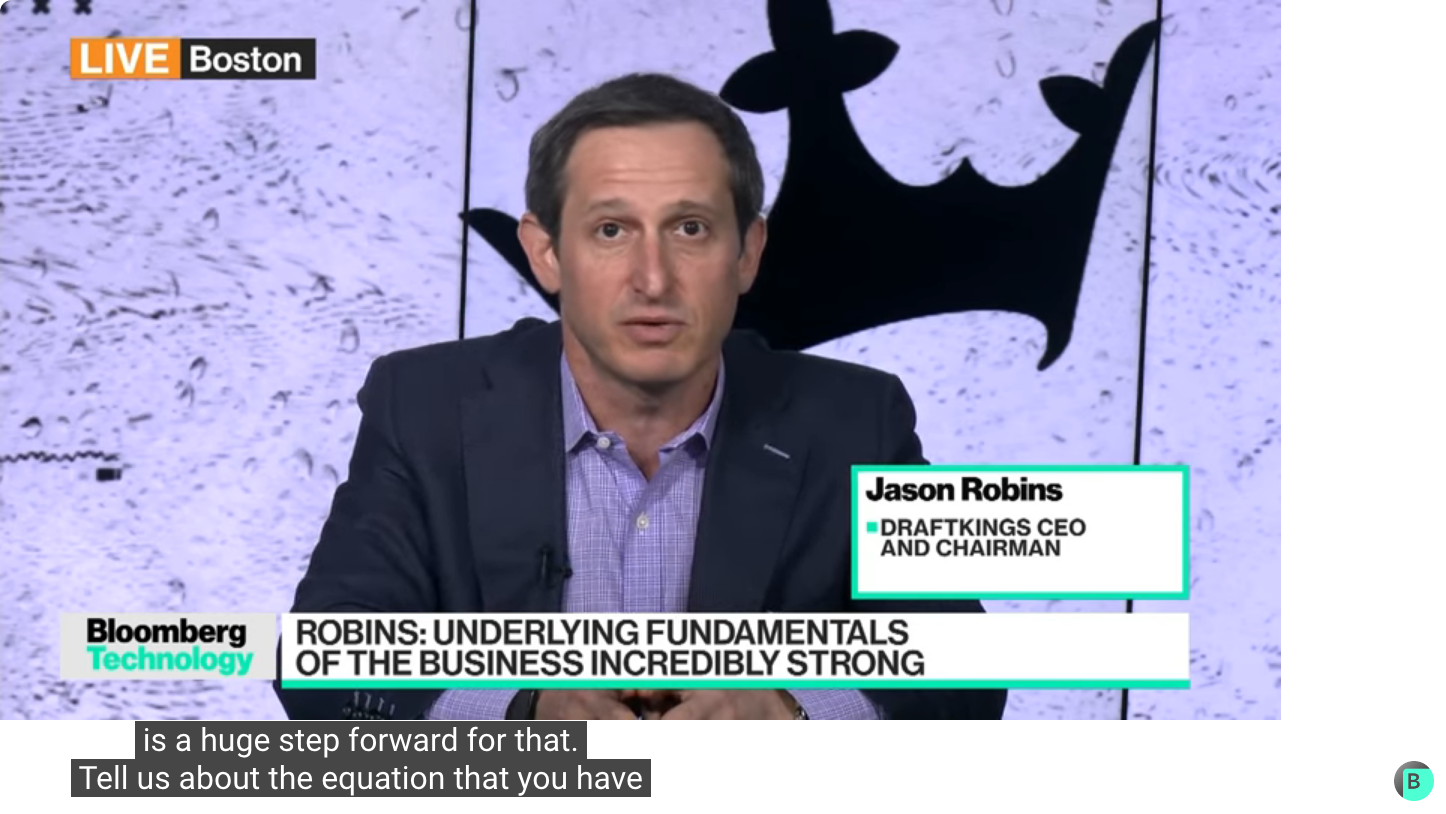 LIVE Boston
Jason Robins
DRAFTKINGS CEO
AND CHAIRMAN
Bloomberg
Technology
ROBINS: UNDERLYING FUNDAMENTALS
OF THE BUSINESS INCREDIBLY STRONG
is a huge step forward for that.
Tell us about the equation that you have
B